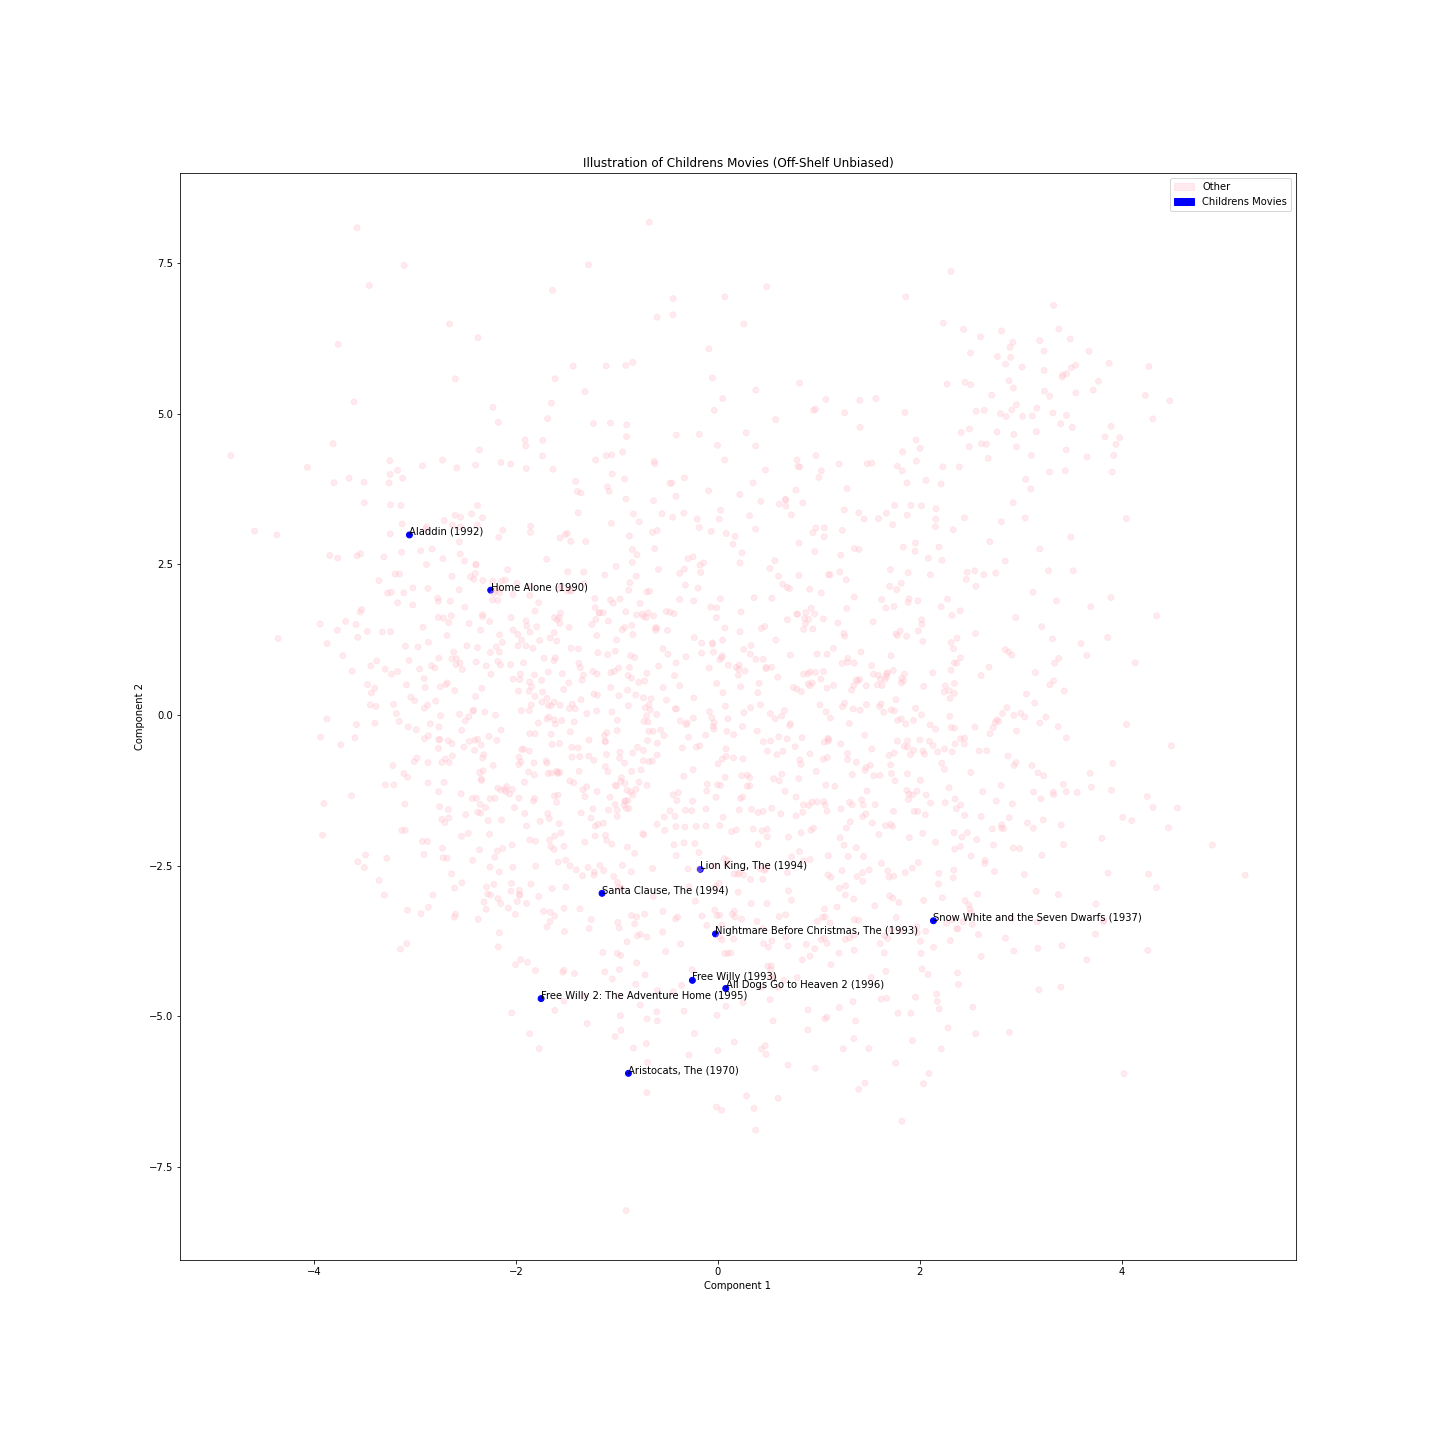 Illustration of Childrens Movies (Off-Shelf Unbiased)
Other
Childrens Movies
7.5
5.0
2.5
0.0
−2.5
−5.0
−7.5
Component 2
Aladdin (1992)
Home Alone (1990)
Lion King, The (1994)
Santa Clause, The (1994)
Snow White and the Seven Dwarfs (1937)
Nightmare Before Christmas, The (1993)
Free Willy (1993)
All Dogs Go to Heaven 2 (1996)
Free Willy 2: The Adventure Home (1995)
Aristocats, The (1970)
−4
−2
0
2
4
Component 1